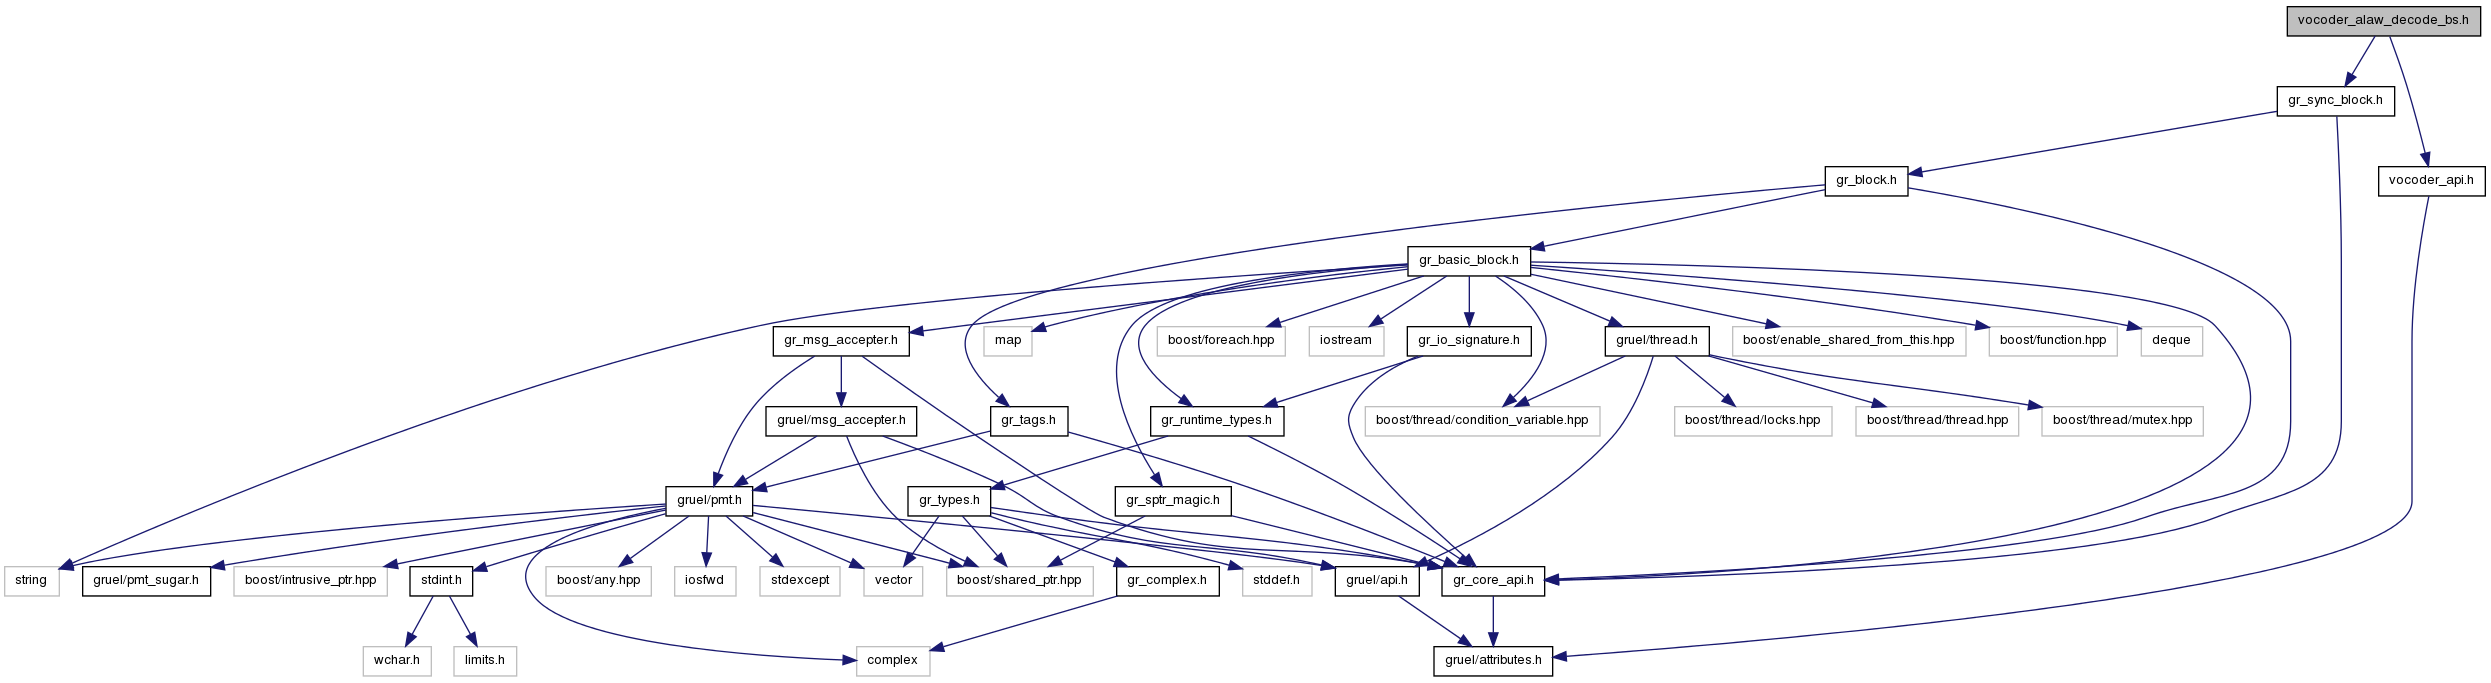 vocoder_alaw_decode_bs.h
gr_sync_block.h
gr_block.h
vocoder_api.h
gr_basic_block.h
gr_msg_accepter.h
map
boost/foreach.hpp
iostream
gr_io_signature.h
gruel/thread.h
boost/enable_shared_from_this.hpp
boost/function.hpp
deque
gruel/msg_accepter.h
gr_tags.h
gr_runtime_types.h
boost/thread/condition_variable.hpp
boost/thread/locks.hpp
boost/thread/thread.hpp
boost/thread/mutex.hpp
gruel/pmt.h
gr_types.h
gr_sptr_magic.h
string
gruel/pmt_sugar.h
boost/intrusive_ptr.hpp
stdint.h
boost/any.hpp
iosfwd
stdexcept
vector
boost/shared_ptr.hpp
gr_complex.h
stddef.h
gruel/api.h
gr_core_api.h
wchar.h
limits.h
complex
gruel/attributes.h